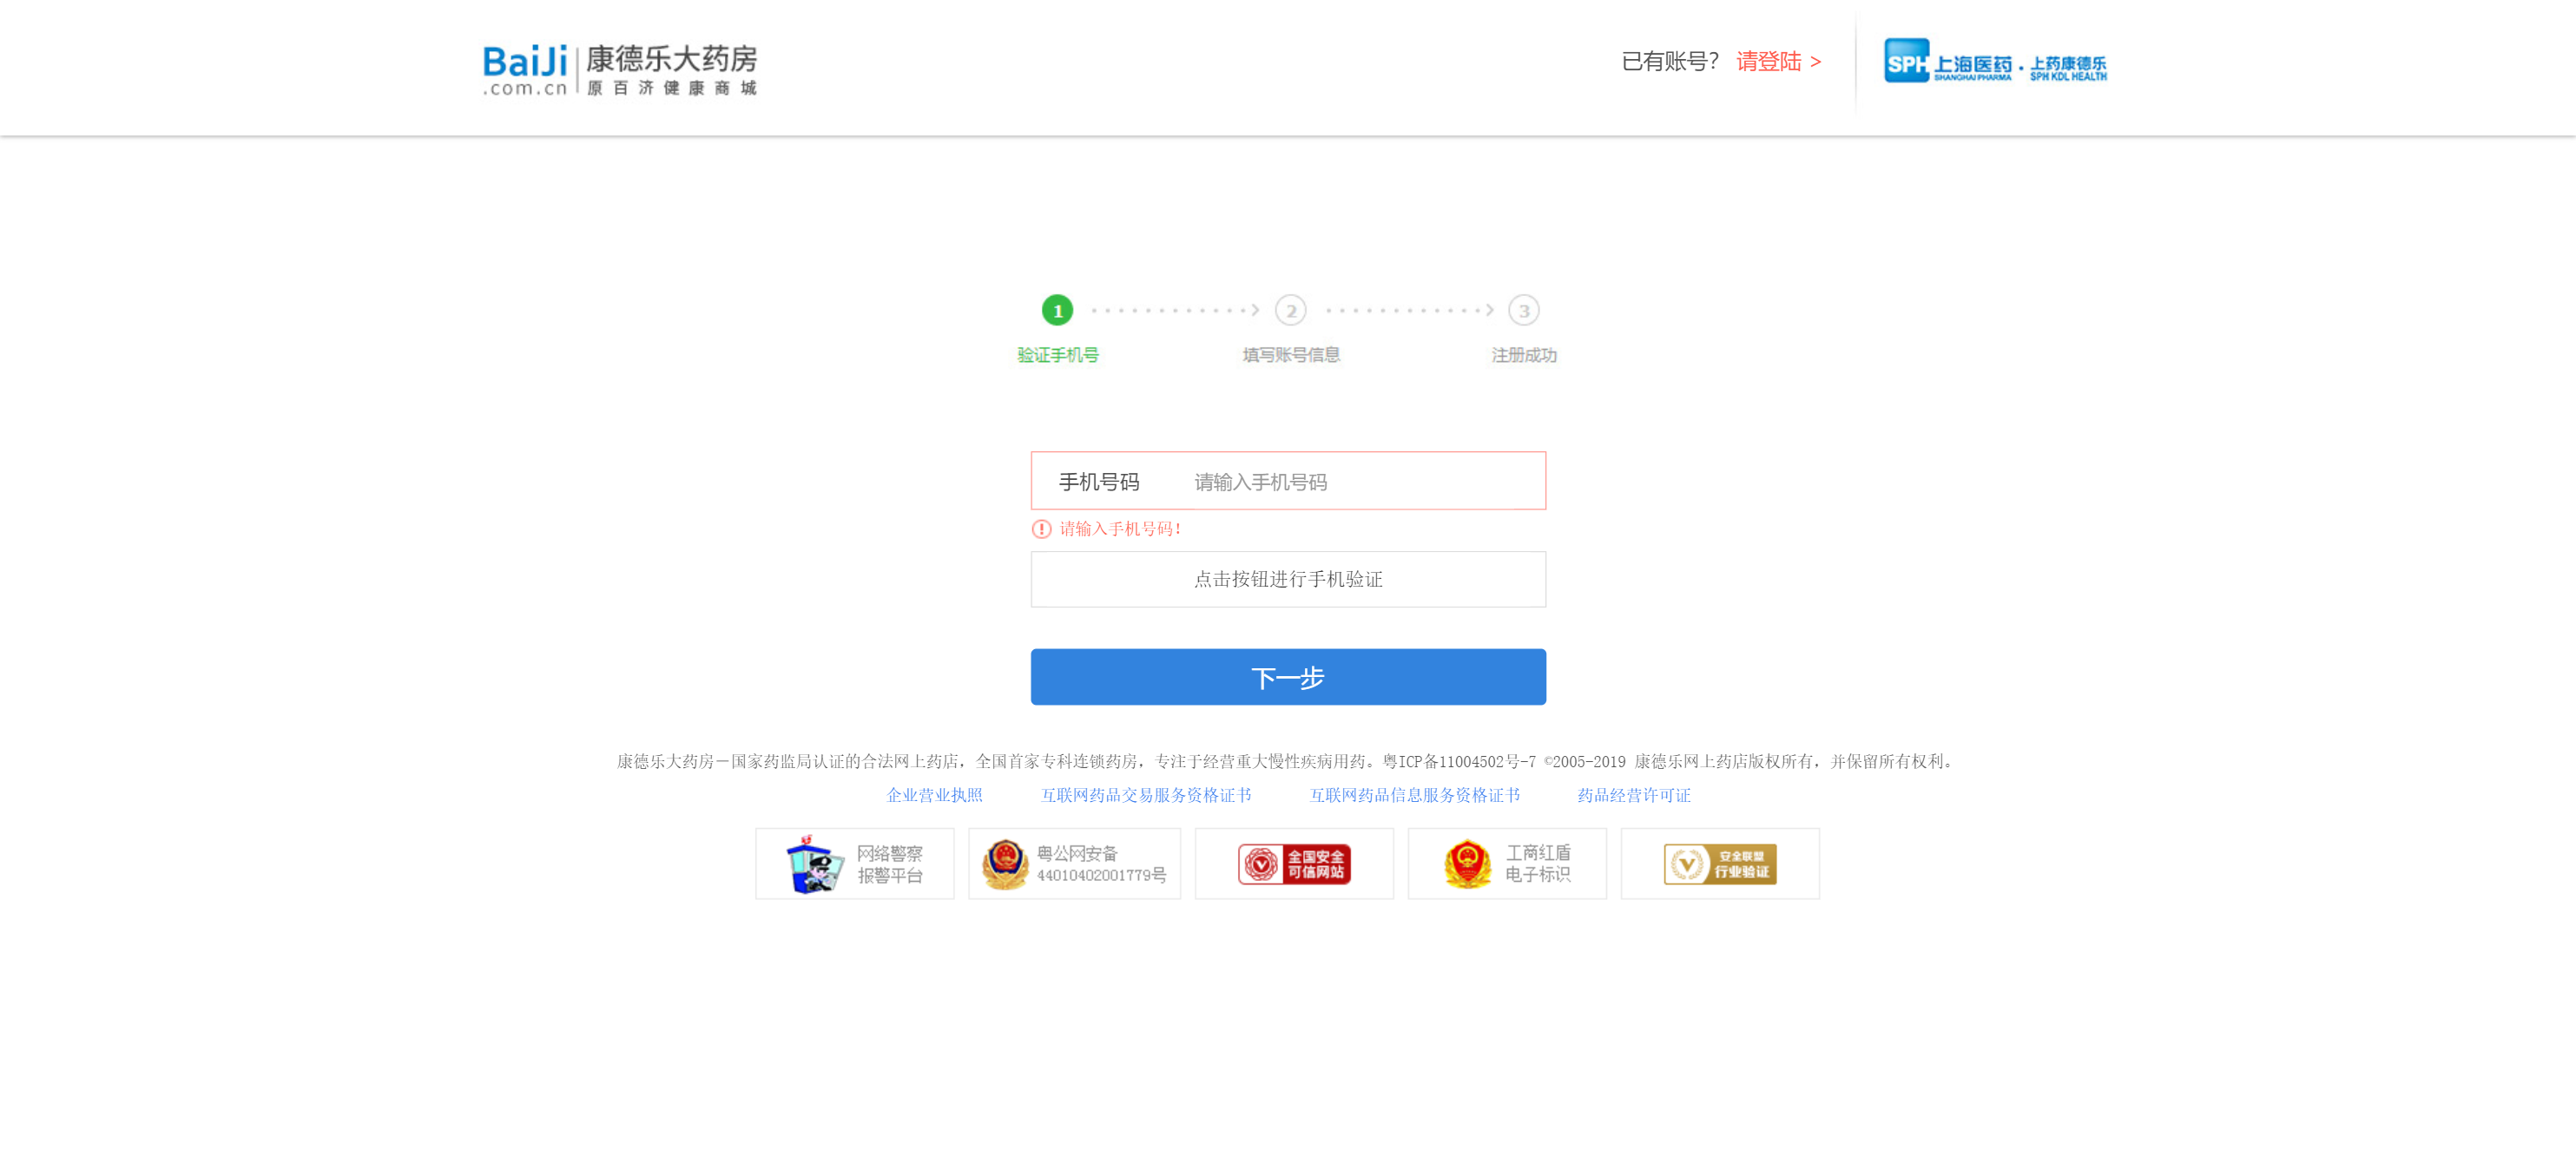 BaiJi
.com.cn
康德乐大药房
原百济健康商城
已有账号? 请登陆 >
SPH 上海医药 · 上药康德乐
SHANGHAI PHARMA SPH KDL HEALTH
1 2 3
验证手机号 填写账号信息 注册成功
手机号码 请输入手机号码
请输入手机号码!
点击按钮进行手机验证
下一步
康德乐大药房－国家药监局认证的合法网上药店，全国首家专科连锁药房，专注于经营重大慢性疾病用药。粤ICP备11004502号-7 ©2005-2019 康德乐网上药店版权所有，并保留所有权利。
企业营业执照 互联网药品交易服务资格证书 互联网药品信息服务资格证书 药品经营许可证
网络警察
报警平台
粤公网安备
44010402001779号
全国安全
可信网站
工商红盾
电子标识
安全联盟
行业验证